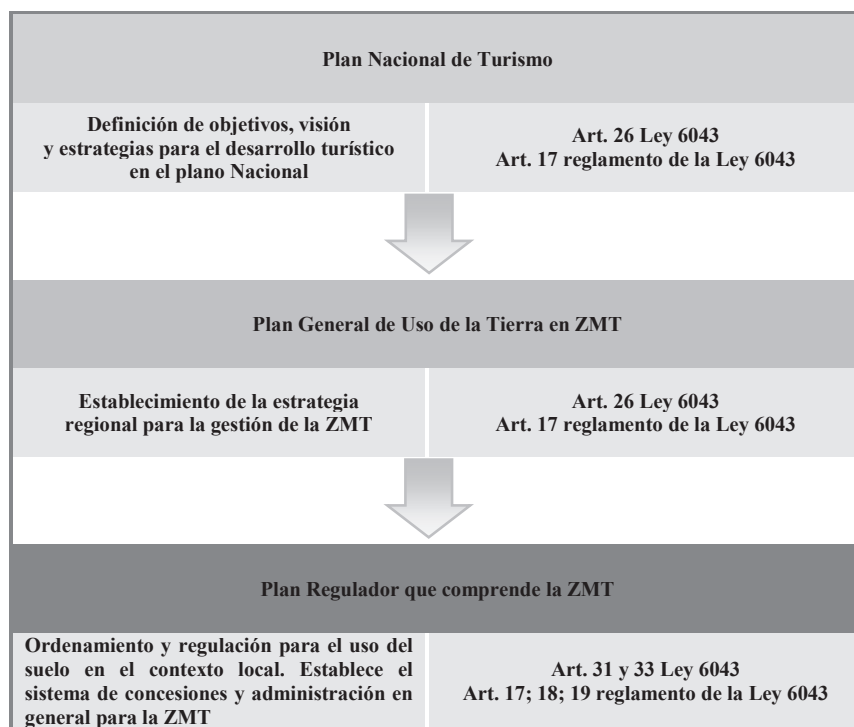 Plan Nacional de Turismo
Definición de objetivos, visión
y estrategias para el desarrollo turístico
en el plano Nacional
Art. 26 Ley 6043
Art. 17 reglamento de la Ley 6043
Plan General de Uso de la Tierra en ZMT
Establecimiento de la estrategia
regional para la gestión de la ZMT
Art. 26 Ley 6043
Art. 17 reglamento de la Ley 6043
Plan Regulador que comprende la ZMT
Ordenamiento y regulación para el uso del
suelo en el contexto local. Establece el
sistema de concesiones y administración en
general para la ZMT
Art. 31 y 33 Ley 6043
Art. 17; 18; 19 reglamento de la Ley 6043